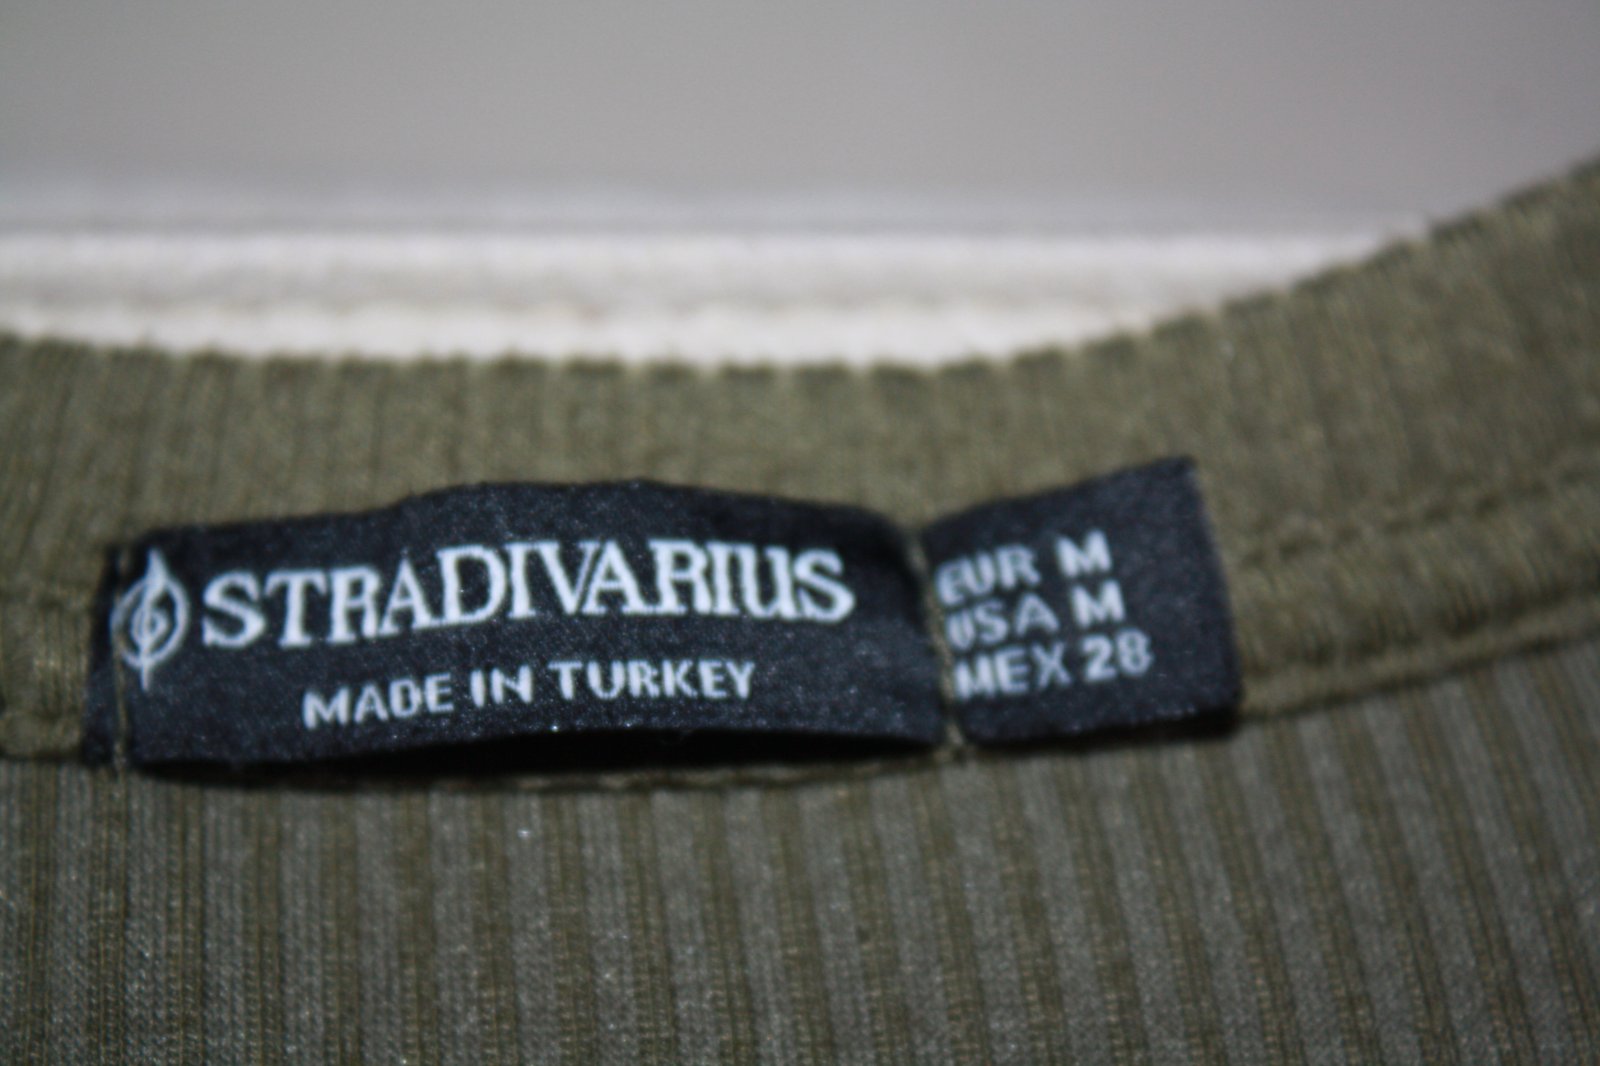 STRADIVARIUS
MADE IN TURKEY
EUR M
USA M
MEX 28